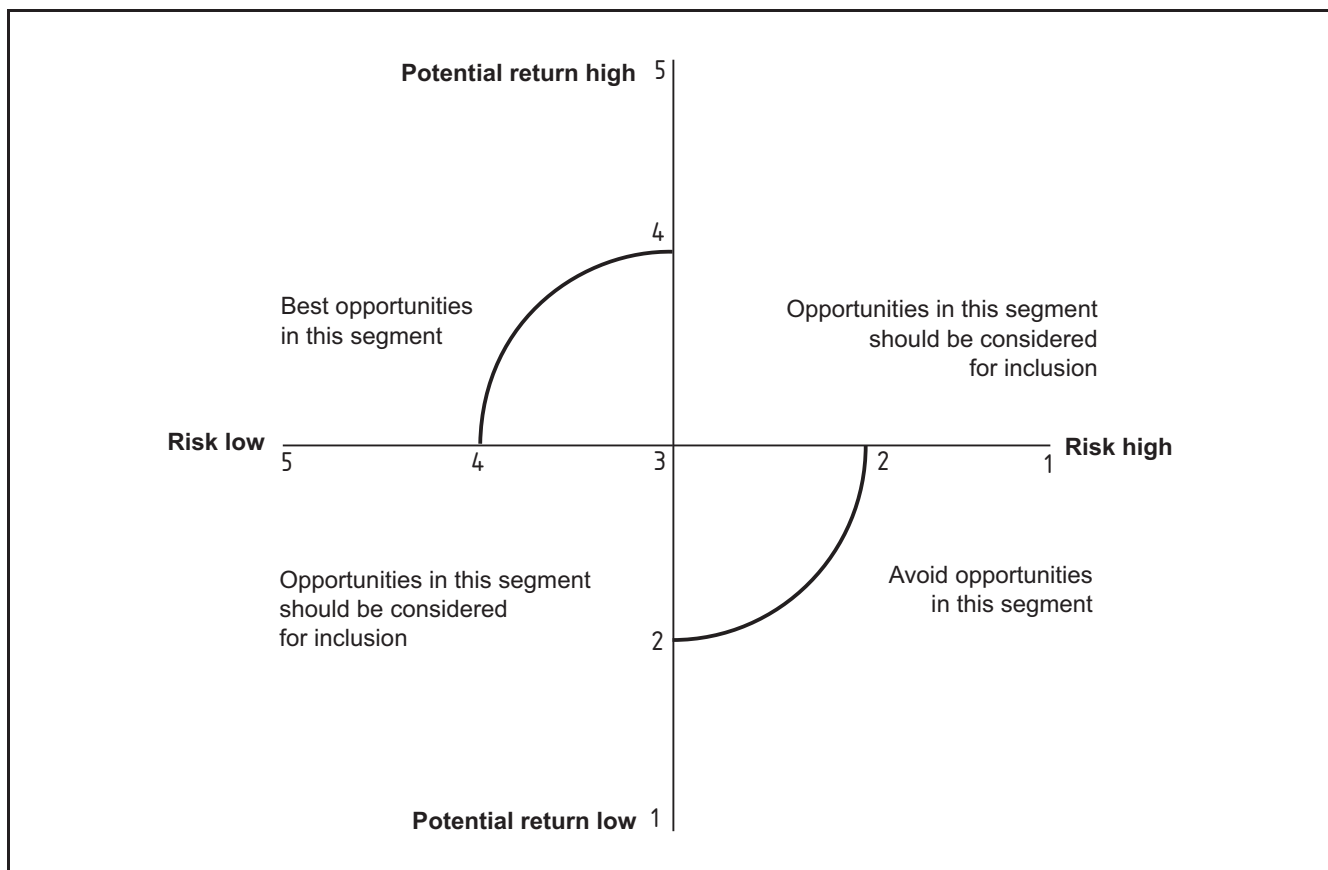 Potential return high 5
4
Best opportunities
in this segment
Opportunities in this segment
should be considered
for inclusion
Risk low
Risk high
5 4 3 2 1
Opportunities in this segment
should be considered
for inclusion
Avoid opportunities
in this segment
2
Potential return low 1